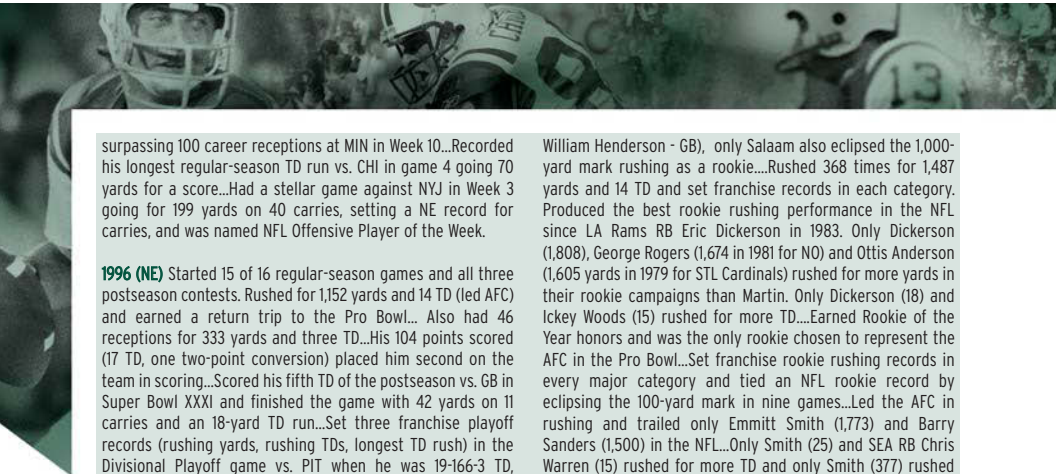 surpassing 100 career receptions at MIN in Week 10...Recorded
his longest regular-season TD run vs. CHI in game 4 going 70
yards for a score...Had a stellar game against NYJ in Week 3
going for 199 yards on 40 carries, setting a NE record for
carries, and was named NFL Offensive Player of the Week.
1996 (NE) Started 15 of 16 regular-season games and all three
postseason contests. Rushed for 1,152 yards and 14 TD (led AFC)
and earned a return trip to the Pro Bowl... Also had 46
receptions for 333 yards and three TD...His 104 points scored
(17 TD, one two-point conversion) placed him second on the
team in scoring...Scored his fifth TD of the postseason vs. GB in
Super Bowl XXXI and finished the game with 42 yards on 11
carries and an 18-yard TD run...Set three franchise playoff
records (rushing yards, rushing TDs, longest TD rush) in the
Divisional Playoff game vs. PIT when he was 19-166-3 TD,
William Henderson - GB), only Salaam also eclipsed the 1,000-
yard mark rushing as a rookie....Rushed 368 times for 1,487
yards and 14 TD and set franchise records in each category.
Produced the best rookie rushing performance in the NFL
since LA Rams RB Eric Dickerson in 1983. Only Dickerson
(1,808), George Rogers (1,674 in 1981 for NO) and Ottis Anderson
(1,605 yards in 1979 for STL Cardinals) rushed for more yards in
their rookie campaigns than Martin. Only Dickerson (18) and
Ickey Woods (15) rushed for more TD....Earned Rookie of the
Year honors and was the only rookie chosen to represent the
AFC in the Pro Bowl...Set franchise rookie rushing records in
every major category and tied an NFL rookie record by
eclipsing the 100-yard mark in nine games...Led the AFC in
rushing and trailed only Emmitt Smith (1,773) and Barry
Sanders (1,500) in the NFL...Only Smith (25) and SEA RB Chris
Warren (15) rushed for more TD and only Smith (377) rushed
13